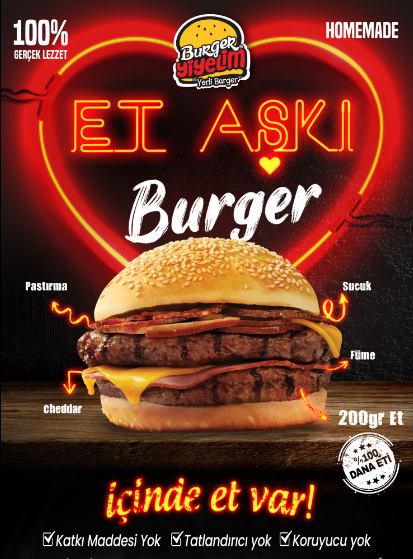 100%
GERÇEK LEZZET
HOMEMADE
Burger
yiyelim
Yerli Burger
ET AŞKI
Burger
Pastırma
Sucuk
Füme
Cheddar
200gr Et
%100
DANA ETİ
içinde et var!
Katkı Maddesi Yok Tatlandırıcı yok Koruyucu yok